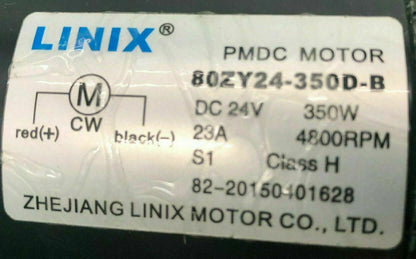 LINIX®
PMDC MOTOR
80ZY24-350D-B
M
CW
red(+) black(-)
DC 24V 350W
23A 4800RPM
S1 Class H
82-20150401628
ZHEJIANG LINIX MOTOR CO., LTD.